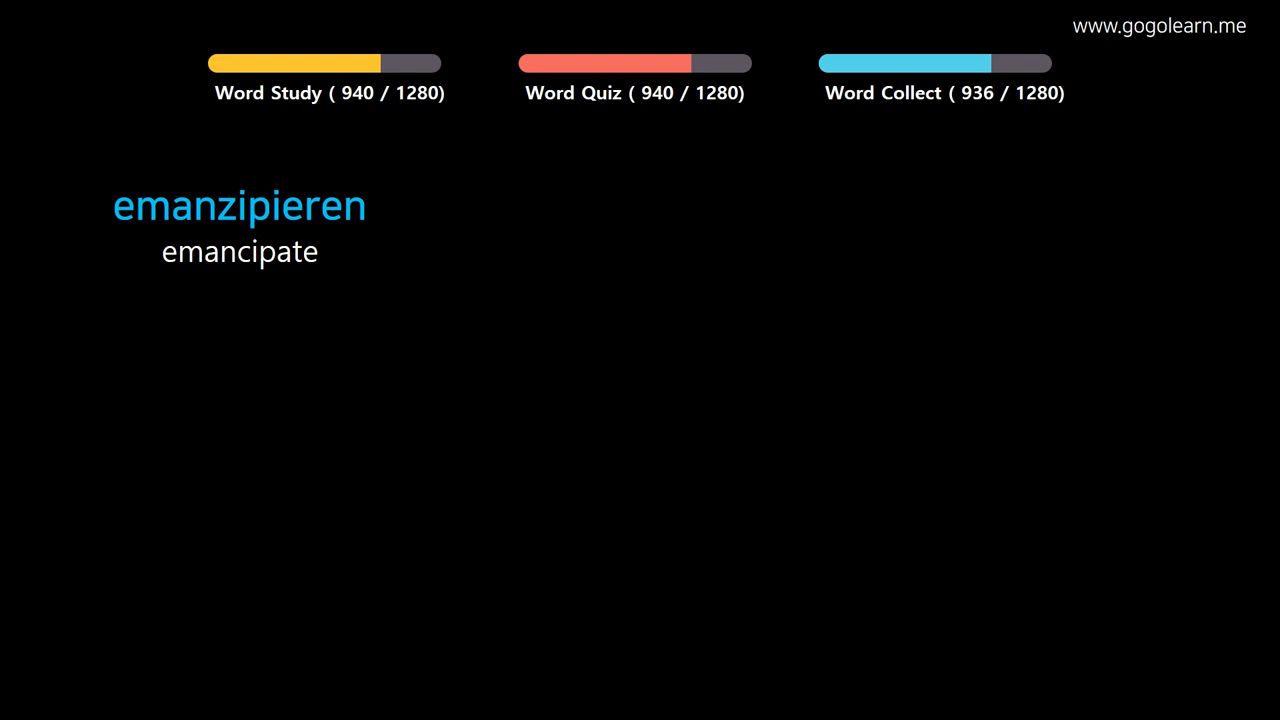 www.gogolearn.me
Word Study ( 940 / 1280)
Word Quiz ( 940 / 1280)
Word Collect ( 936 / 1280)
emanzipieren
emancipate